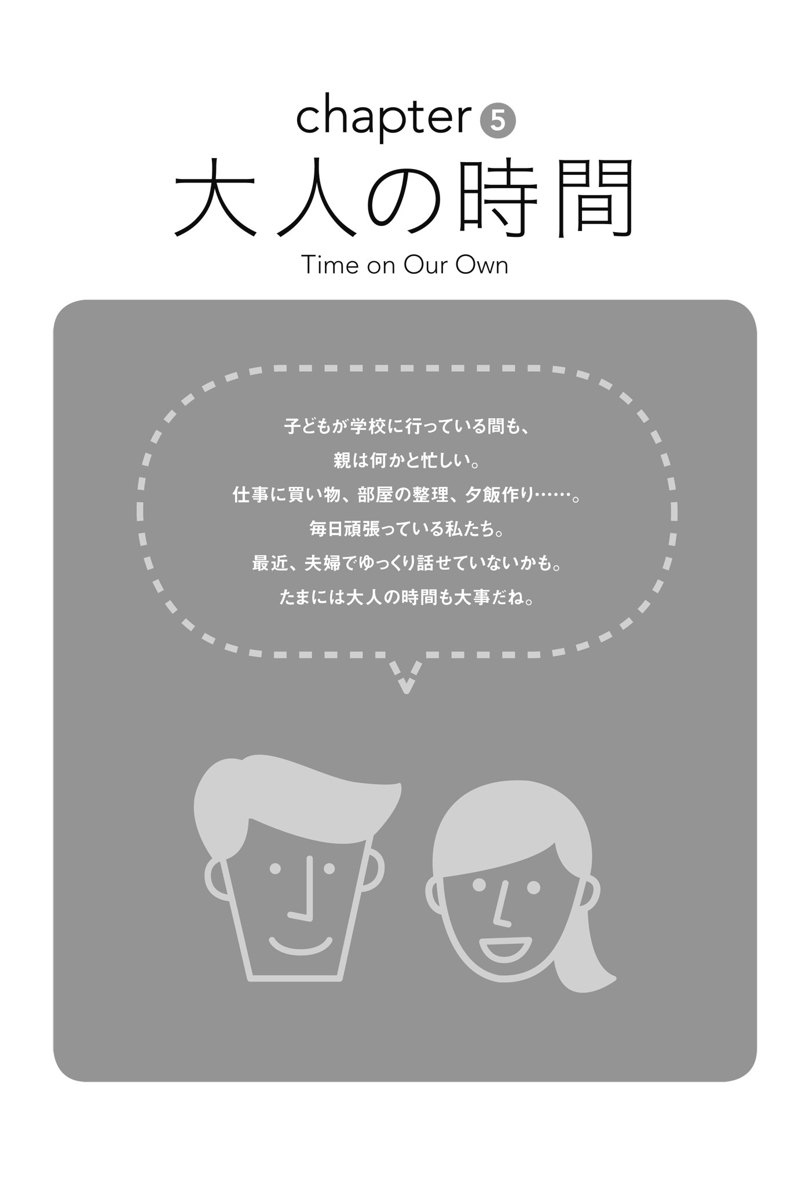 chapter 5
大人の時間
Time on Our Own
子どもが学校に行っている間も、
親は何かと忙しい。
仕事に買い物、部屋の整理、夕飯作り……。
毎日頑張っている私たち。
最近、夫婦でゆっくり話せていないかも。
たまには大人の時間も大事だね。